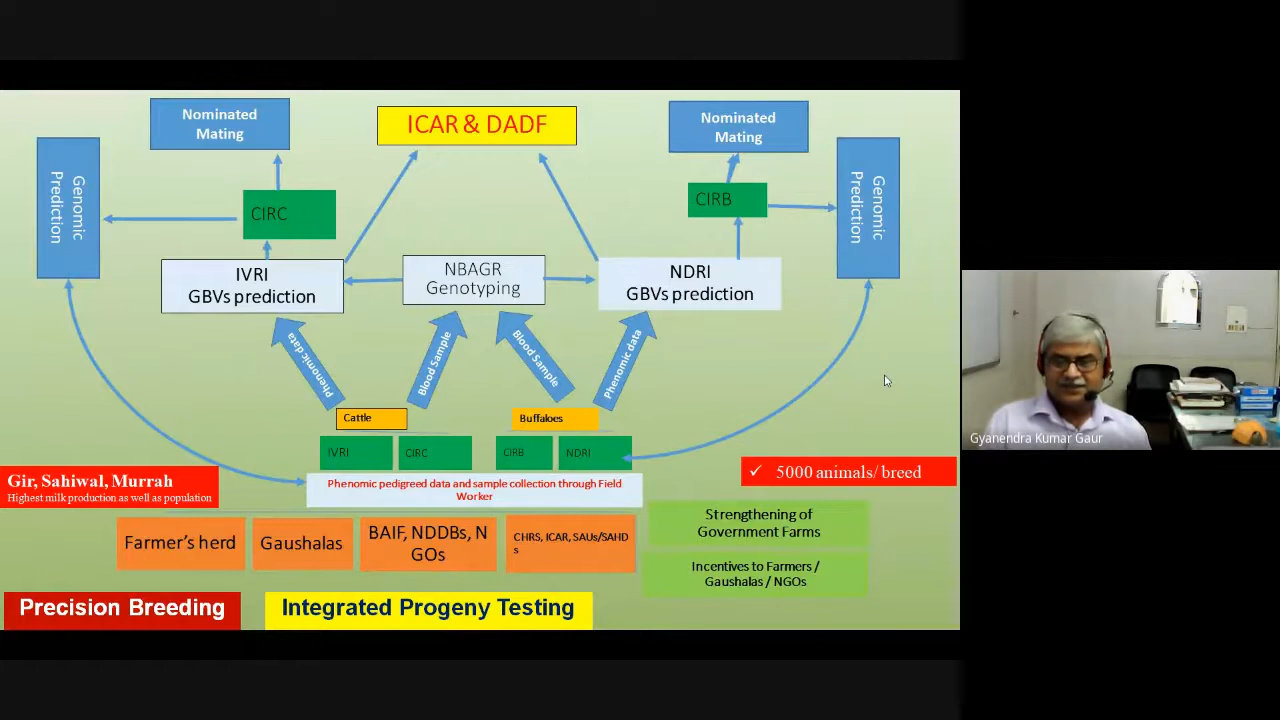 Nominated
Mating
ICAR & DADF
Nominated
Mating
Genomic
Prediction
CIRC
CIRB
Genomic
Prediction
IVRI
GBVs prediction
NBAGR
Genotyping
NDRI
GBVs prediction
Phenomic data
Blood Sample
Blood Sample
Phenomic data
Cattle
Buffaloes
IVRI
CIRC
CIRB
NDRI
Gir, Sahiwal, Murrah
Highest milk production as well as population
Phenomic pedigreed data and sample collection through Field
Worker
✓ 5000 animals/ breed
Farmer's herd
Gaushalas
BAIF, NDDBs, N
GOs
CHRS, ICAR, SAUs/SAHD
s
Strengthening of
Government Farms
Incentives to Farmers /
Gaushalas / NGOs
Precision Breeding
Integrated Progeny Testing
Gyanendra Kumar Gaur